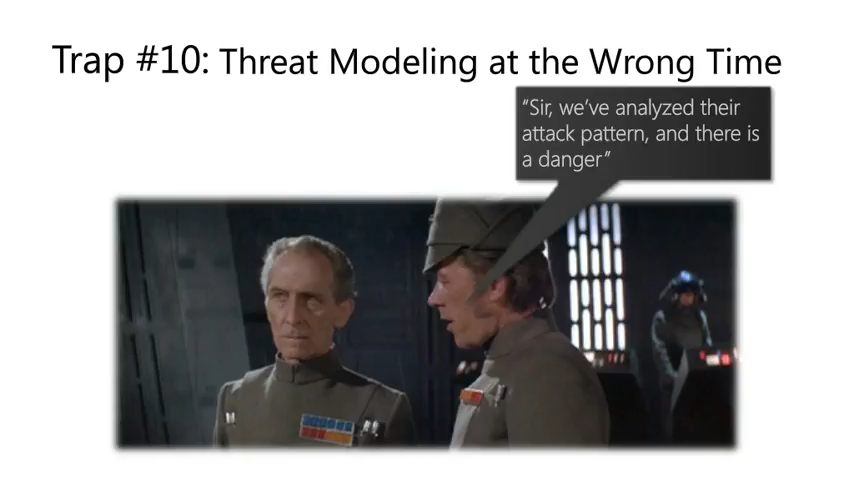 Trap #10: Threat Modeling at the Wrong Time
“Sir, we’ve analyzed their
attack pattern, and there is
a danger”